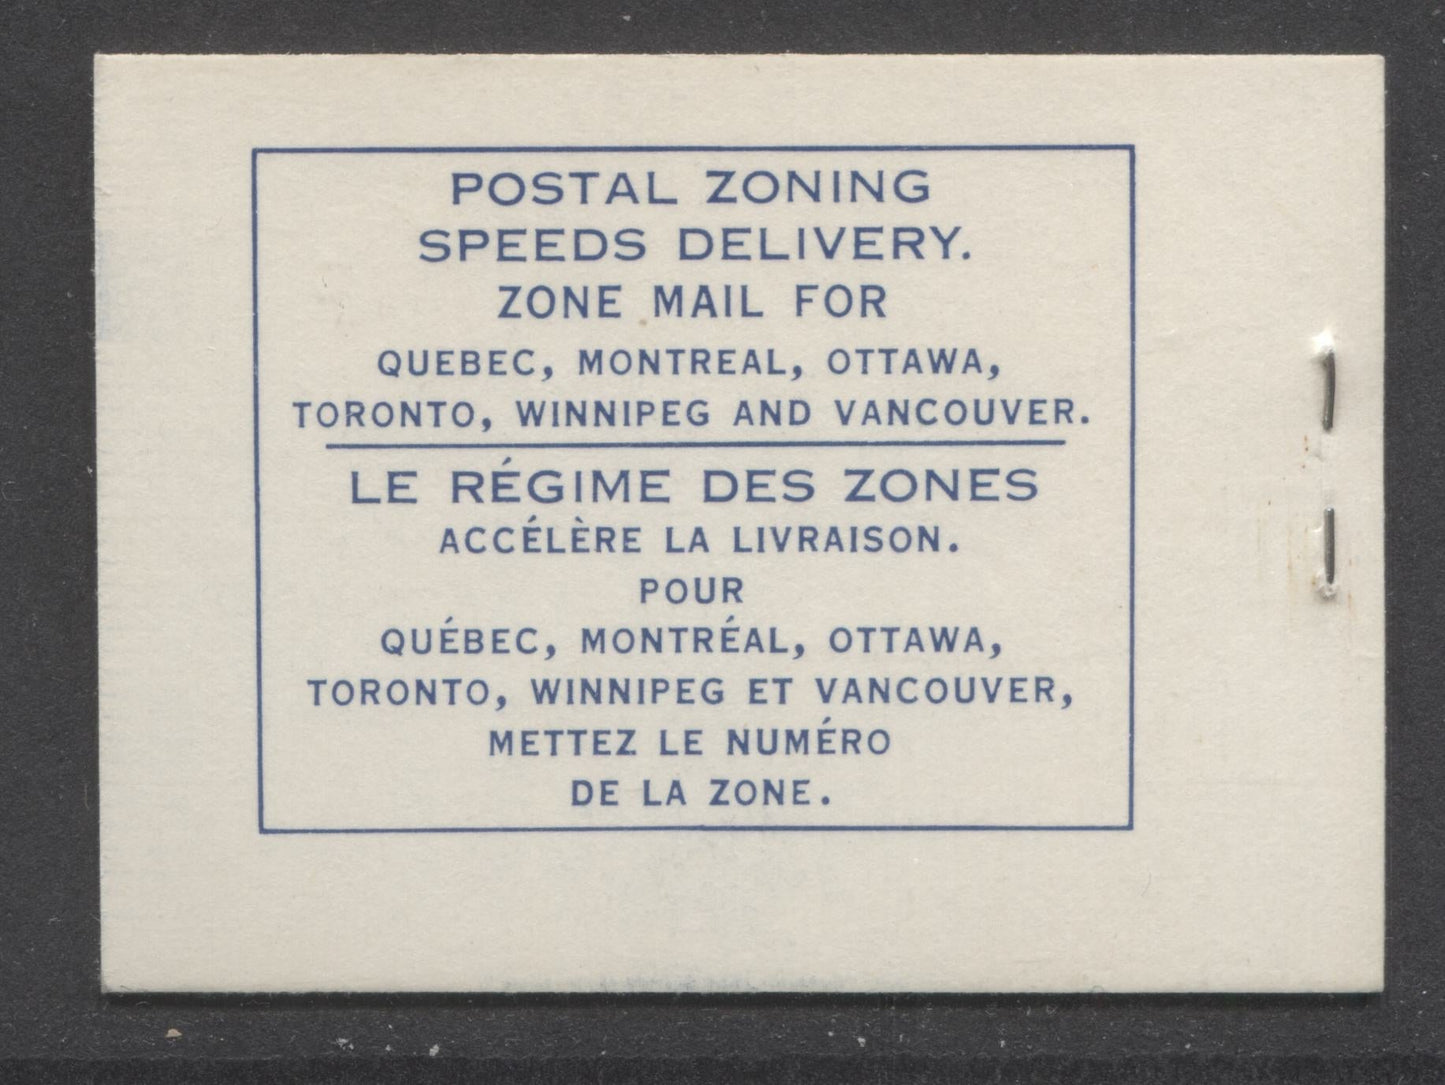 POSTAL ZONING
SPEEDS DELIVERY.
ZONE MAIL FOR
QUEBEC, MONTREAL, OTTAWA,
TORONTO, WINNIPEG AND VANCOUVER.
LE RÉGIME DES ZONES
ACCÉLÈRE LA LIVRAISON.
POUR
QUÉBEC, MONTRÉAL, OTTAWA,
TORONTO, WINNIPEG ET VANCOUVER,
METTEZ LE NUMÉRO
DE LA ZONE.